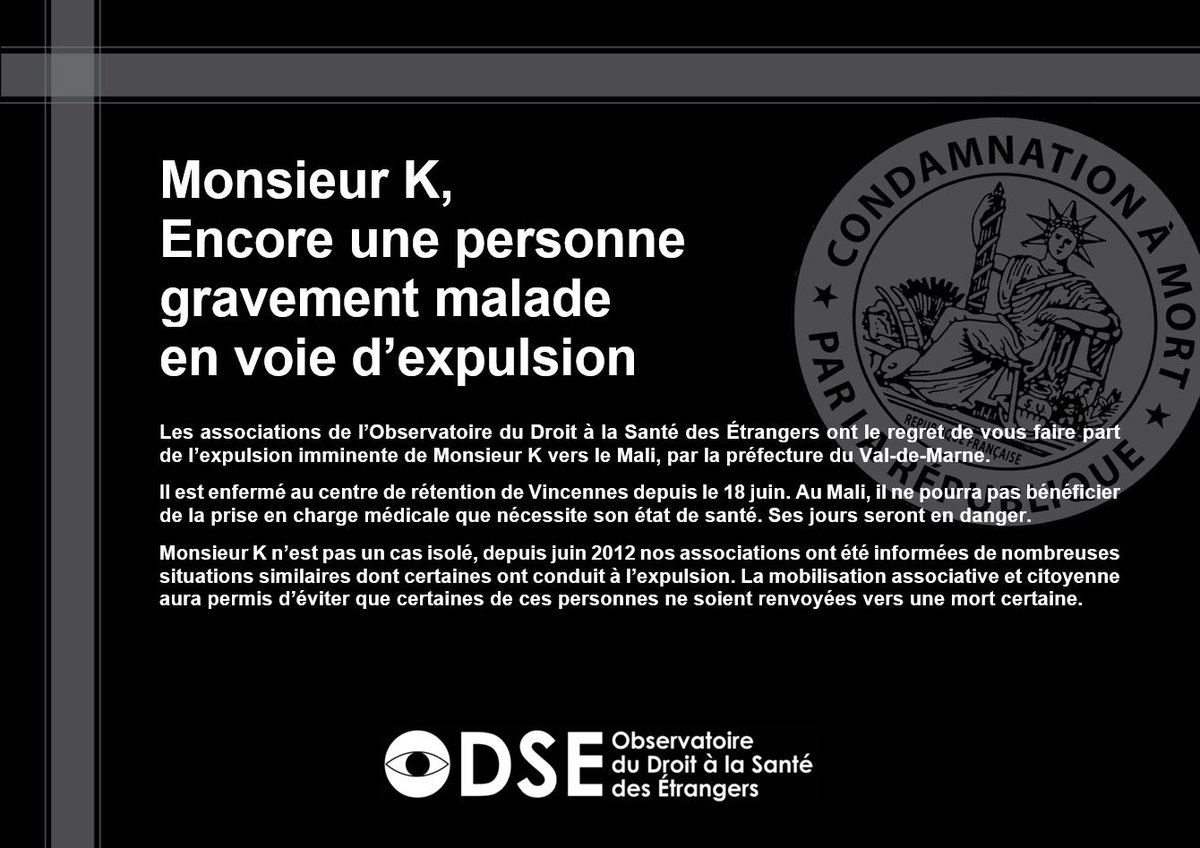 Monsieur K,
Encore une personne
gravement malade
en voie d’expulsion
CONDAMNATION À MORT
PAR LA RÉPUBLIQUE
RÉPUBLIQUE FRANÇAISE
Les associations de l’Observatoire du Droit à la Santé des Étrangers ont le regret de vous faire part
de l’expulsion imminente de Monsieur K vers le Mali, par la préfecture du Val-de-Marne.
Il est enfermé au centre de rétention de Vincennes depuis le 18 juin. Au Mali, il ne pourra pas bénéficier
de la prise en charge médicale que nécessite son état de santé. Ses jours seront en danger.
Monsieur K n’est pas un cas isolé, depuis juin 2012 nos associations ont été informées de nombreuses
situations similaires dont certaines ont conduit à l’expulsion. La mobilisation associative et citoyenne
aura permis d’éviter que certaines de ces personnes ne soient renvoyées vers une mort certaine.
ODSE
Observatoire
du Droit à la Santé
des Étrangers